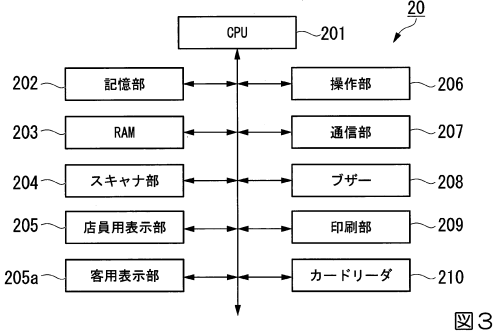 20
CPU 201
202 記憶部 操作部 206
203 RAM 通信部 207
204 スキャナ部 ブザー 208
205 店員用表示部 印刷部 209
205a 客用表示部 カードリーダ 210
図3